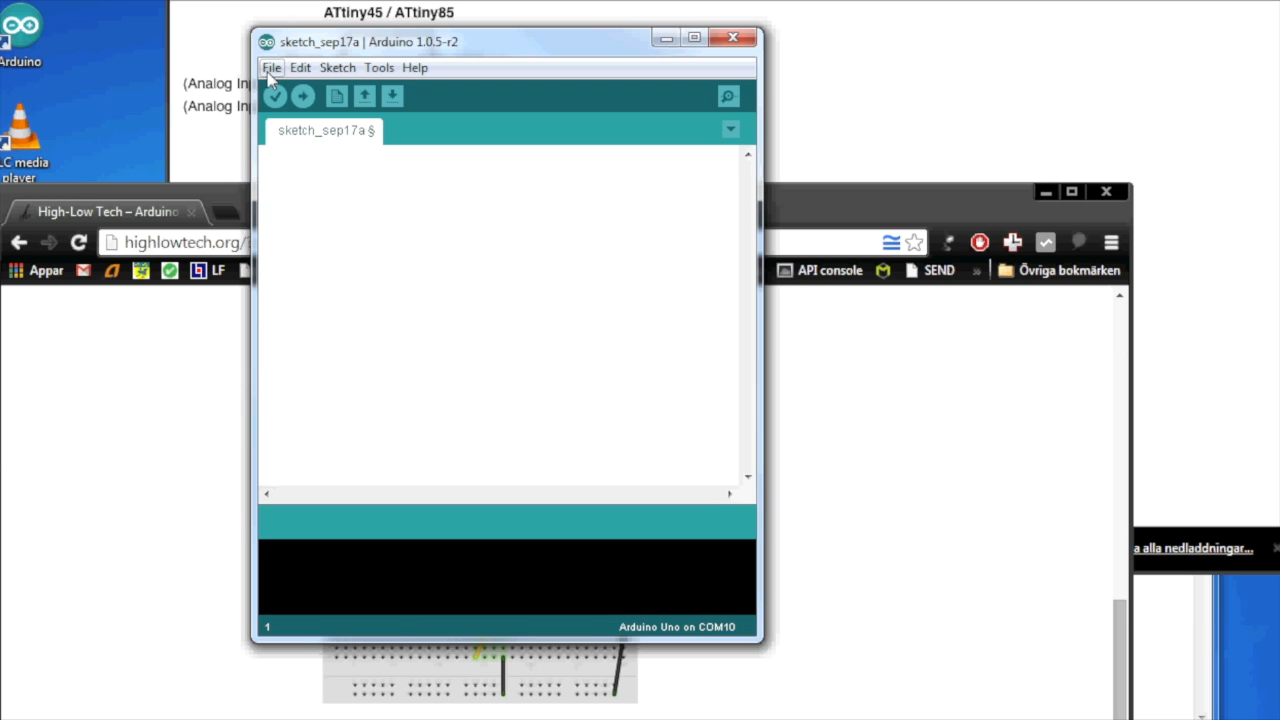 ATtiny45 / ATtiny85
sketch_sep17a | Arduino 1.0.5-r2
Arduino
File Edit Sketch Tools Help
(Analog
(Analog
sketch_sep17a §
LC media
player
High-Low Tech – Arduino
highlowtech.org/
Appar
LF
API console
SEND
»
Övriga bokmärken
a alla nedladdningar...
1
Arduino Uno on COM10